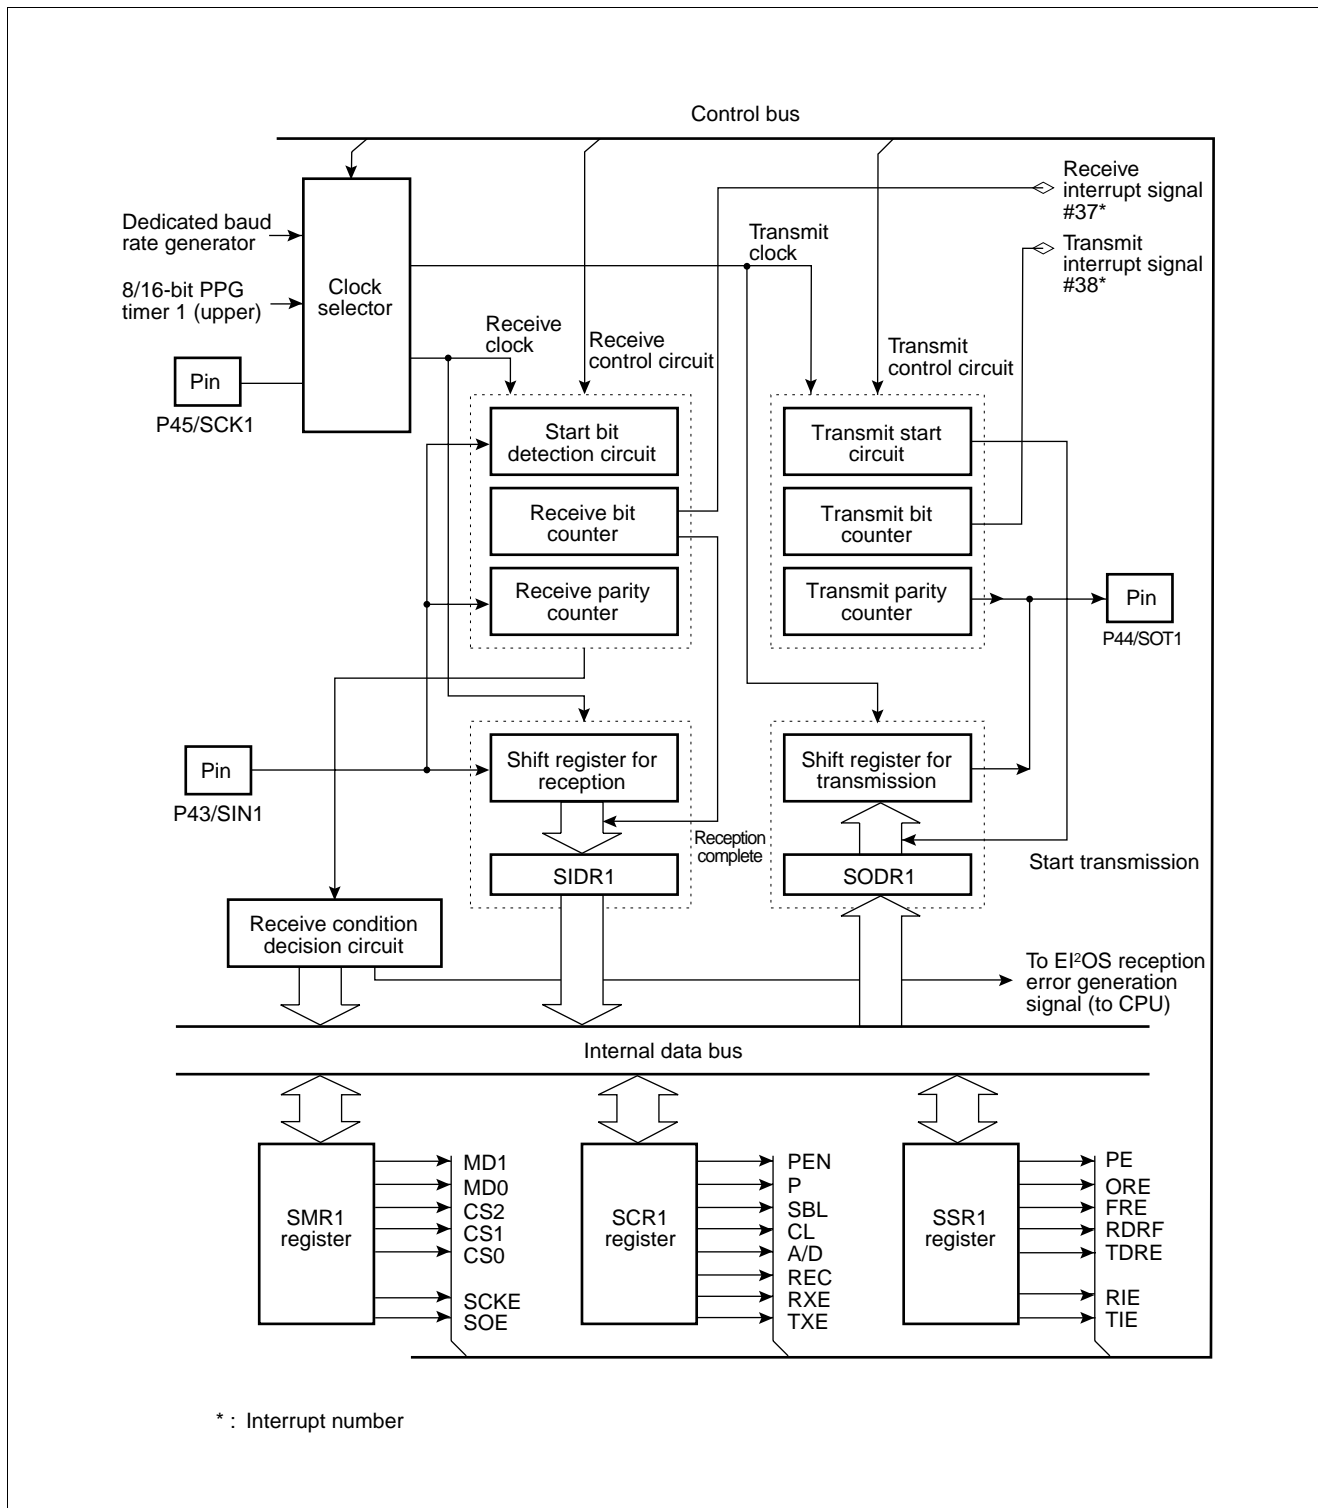 Control bus
Receive
interrupt signal
#37*
Dedicated baud
rate generator
Transmit
clock
Transmit
interrupt signal
#38*
8/16-bit PPG
timer 1 (upper)
Clock
selector
Receive
clock
Receive
control circuit
Transmit
control circuit
Pin
P45/SCK1
Start bit
detection circuit
Transmit start
circuit
Receive bit
counter
Transmit bit
counter
Receive parity
counter
Transmit parity
counter
Pin
P44/SOT1
Pin
P43/SIN1
Shift register for
reception
Shift register for
transmission
Reception
complete
Start transmission
SIDR1
SODR1
Receive condition
decision circuit
To EI²OS reception
error generation
signal (to CPU)
Internal data bus
SMR1
register
MD1
MD0
CS2
CS1
CS0
SCKE
SOE
SCR1
register
PEN
P
SBL
CL
A/D
REC
RXE
TXE
SSR1
register
PE
ORE
FRE
RDRF
TDRE
RIE
TIE
* : Interrupt number